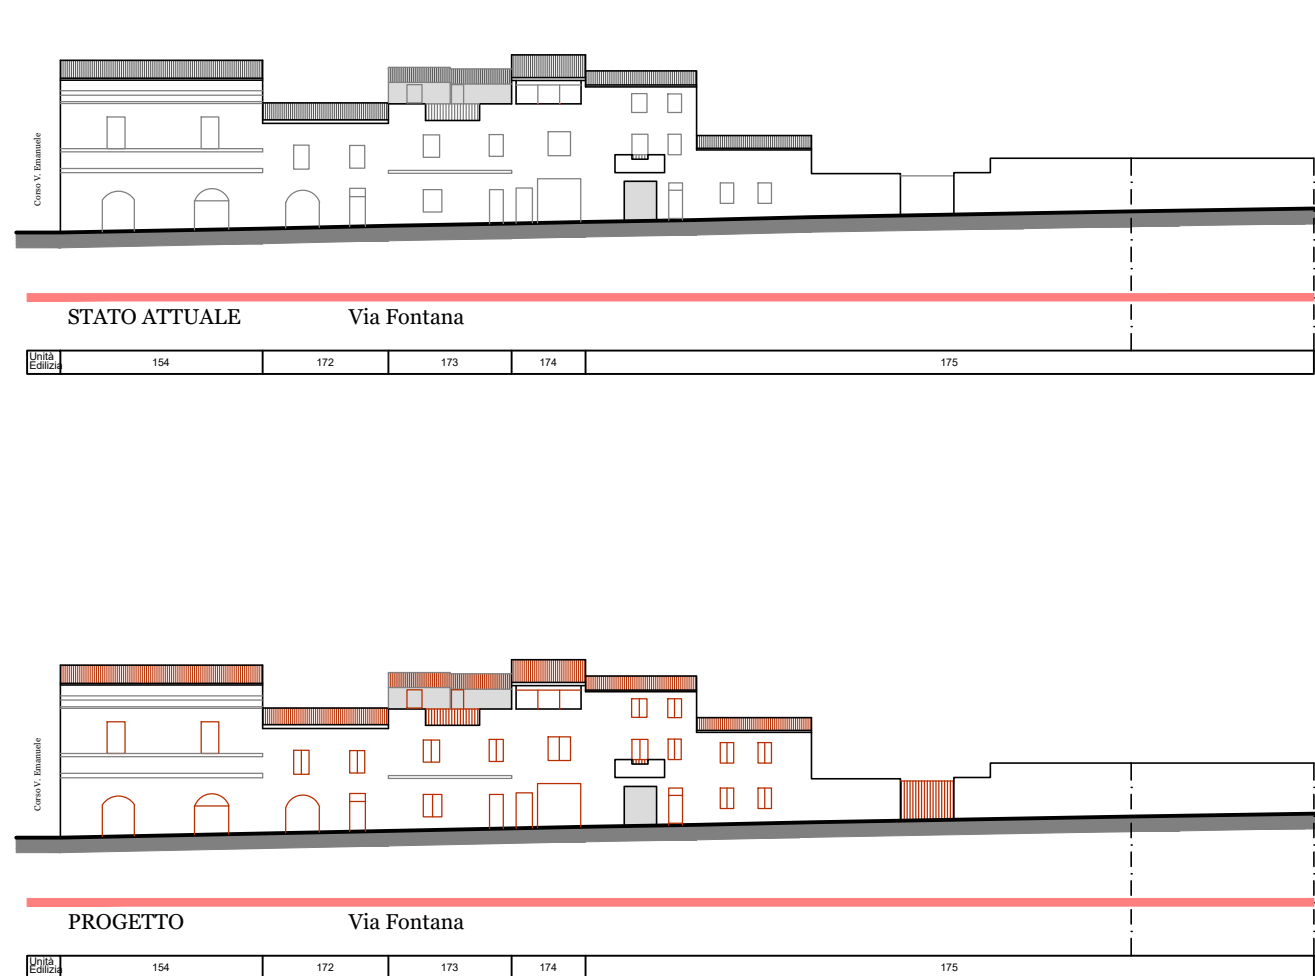 Corso V. Emanuele
STATO ATTUALE Via Fontana
Unità
Edilizia 154 172 173 174 175
Corso V. Emanuele
PROGETTO Via Fontana
Unità
Edilizia 154 172 173 174 175